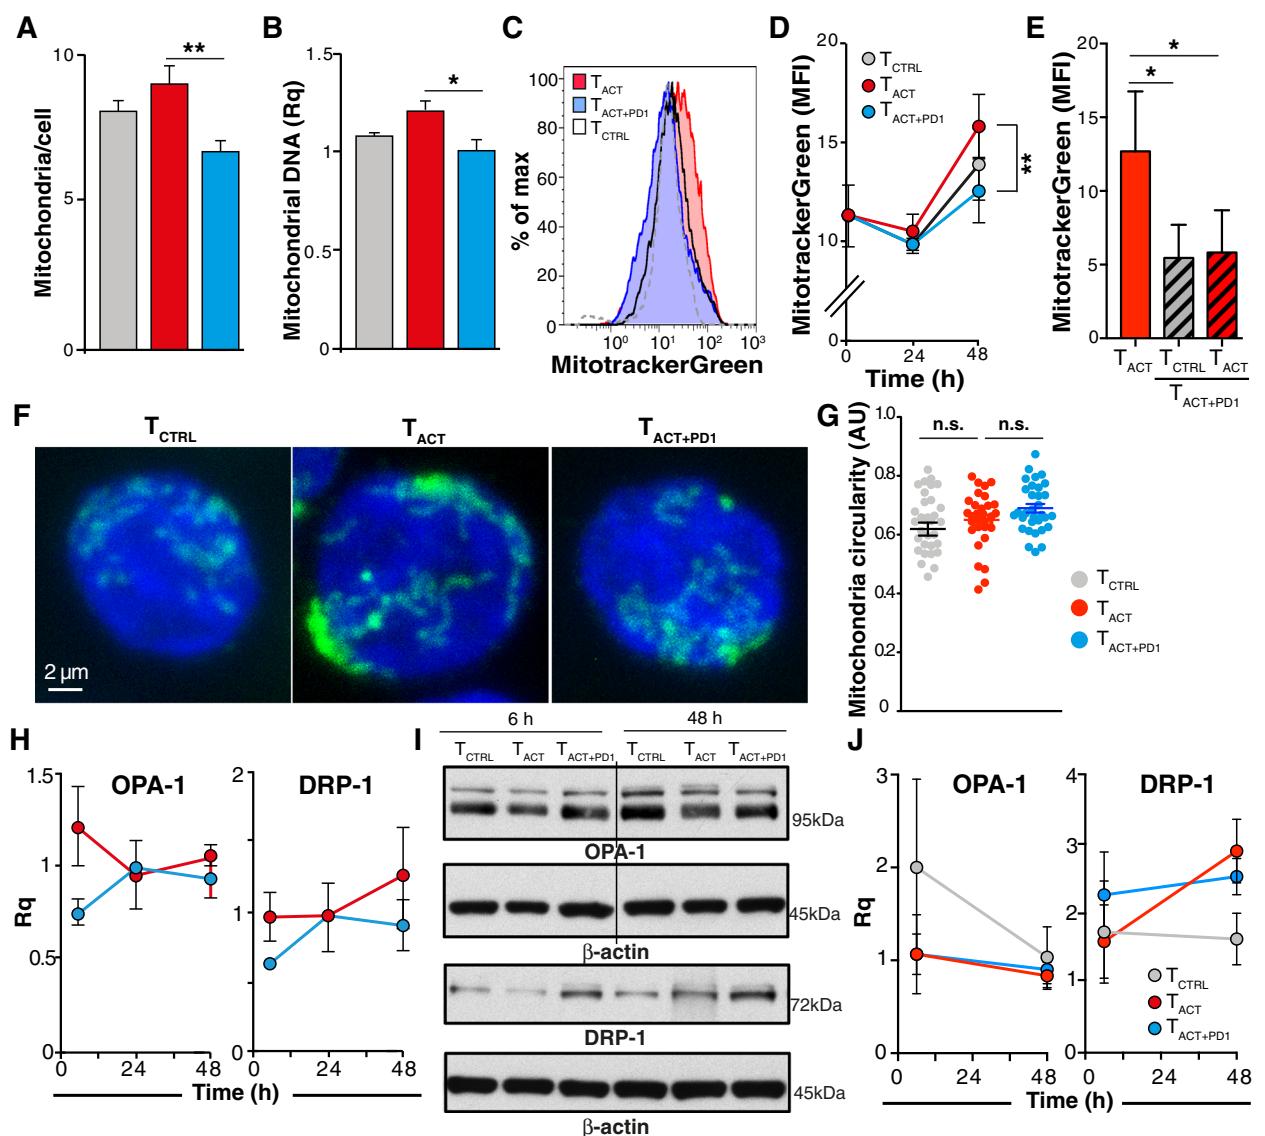 A
Mitochondria/cell
10
5
0
**
B
Mitochondrial DNA (Rq)
1.5
1
0.5
0
*
C
% of max
100
80
60
40
20
0
TACT
TACT+PD1
TCTRL
10⁰ 10¹ 10² 10³
MitotrackerGreen
D
MitotrackerGreen (MFI)
20
15
10
0
TCTRL
TACT
TACT+PD1
**
0 24 48
Time (h)
E
MitotrackerGreen (MFI)
20
15
10
5
0
*
*
TACT TCTRL TACT
TACT+PD1
F
TCTRL TACT TACT+PD1
2 µm
G
Mitochondria circularity (AU)
1.0
0.8
0.6
0.4
0.2
0
n.s. n.s.
TCTRL
TACT
TACT+PD1
H
Rq
OPA-1
1.5
1
0.5
0
0 24 48
DRP-1
2
1
0
0 24 48
Time (h)
I
6 h 48 h
TCTRL TACT TACT+PD1 TCTRL TACT TACT+PD1
95kDa
OPA-1
45kDa
β-actin
72kDa
DRP-1
45kDa
β-actin
J
Rq
OPA-1
3
2
1
0
0 24 48
DRP-1
4
3
2
1
0
TCTRL
TACT
TACT+PD1
0 24 48
Time (h)